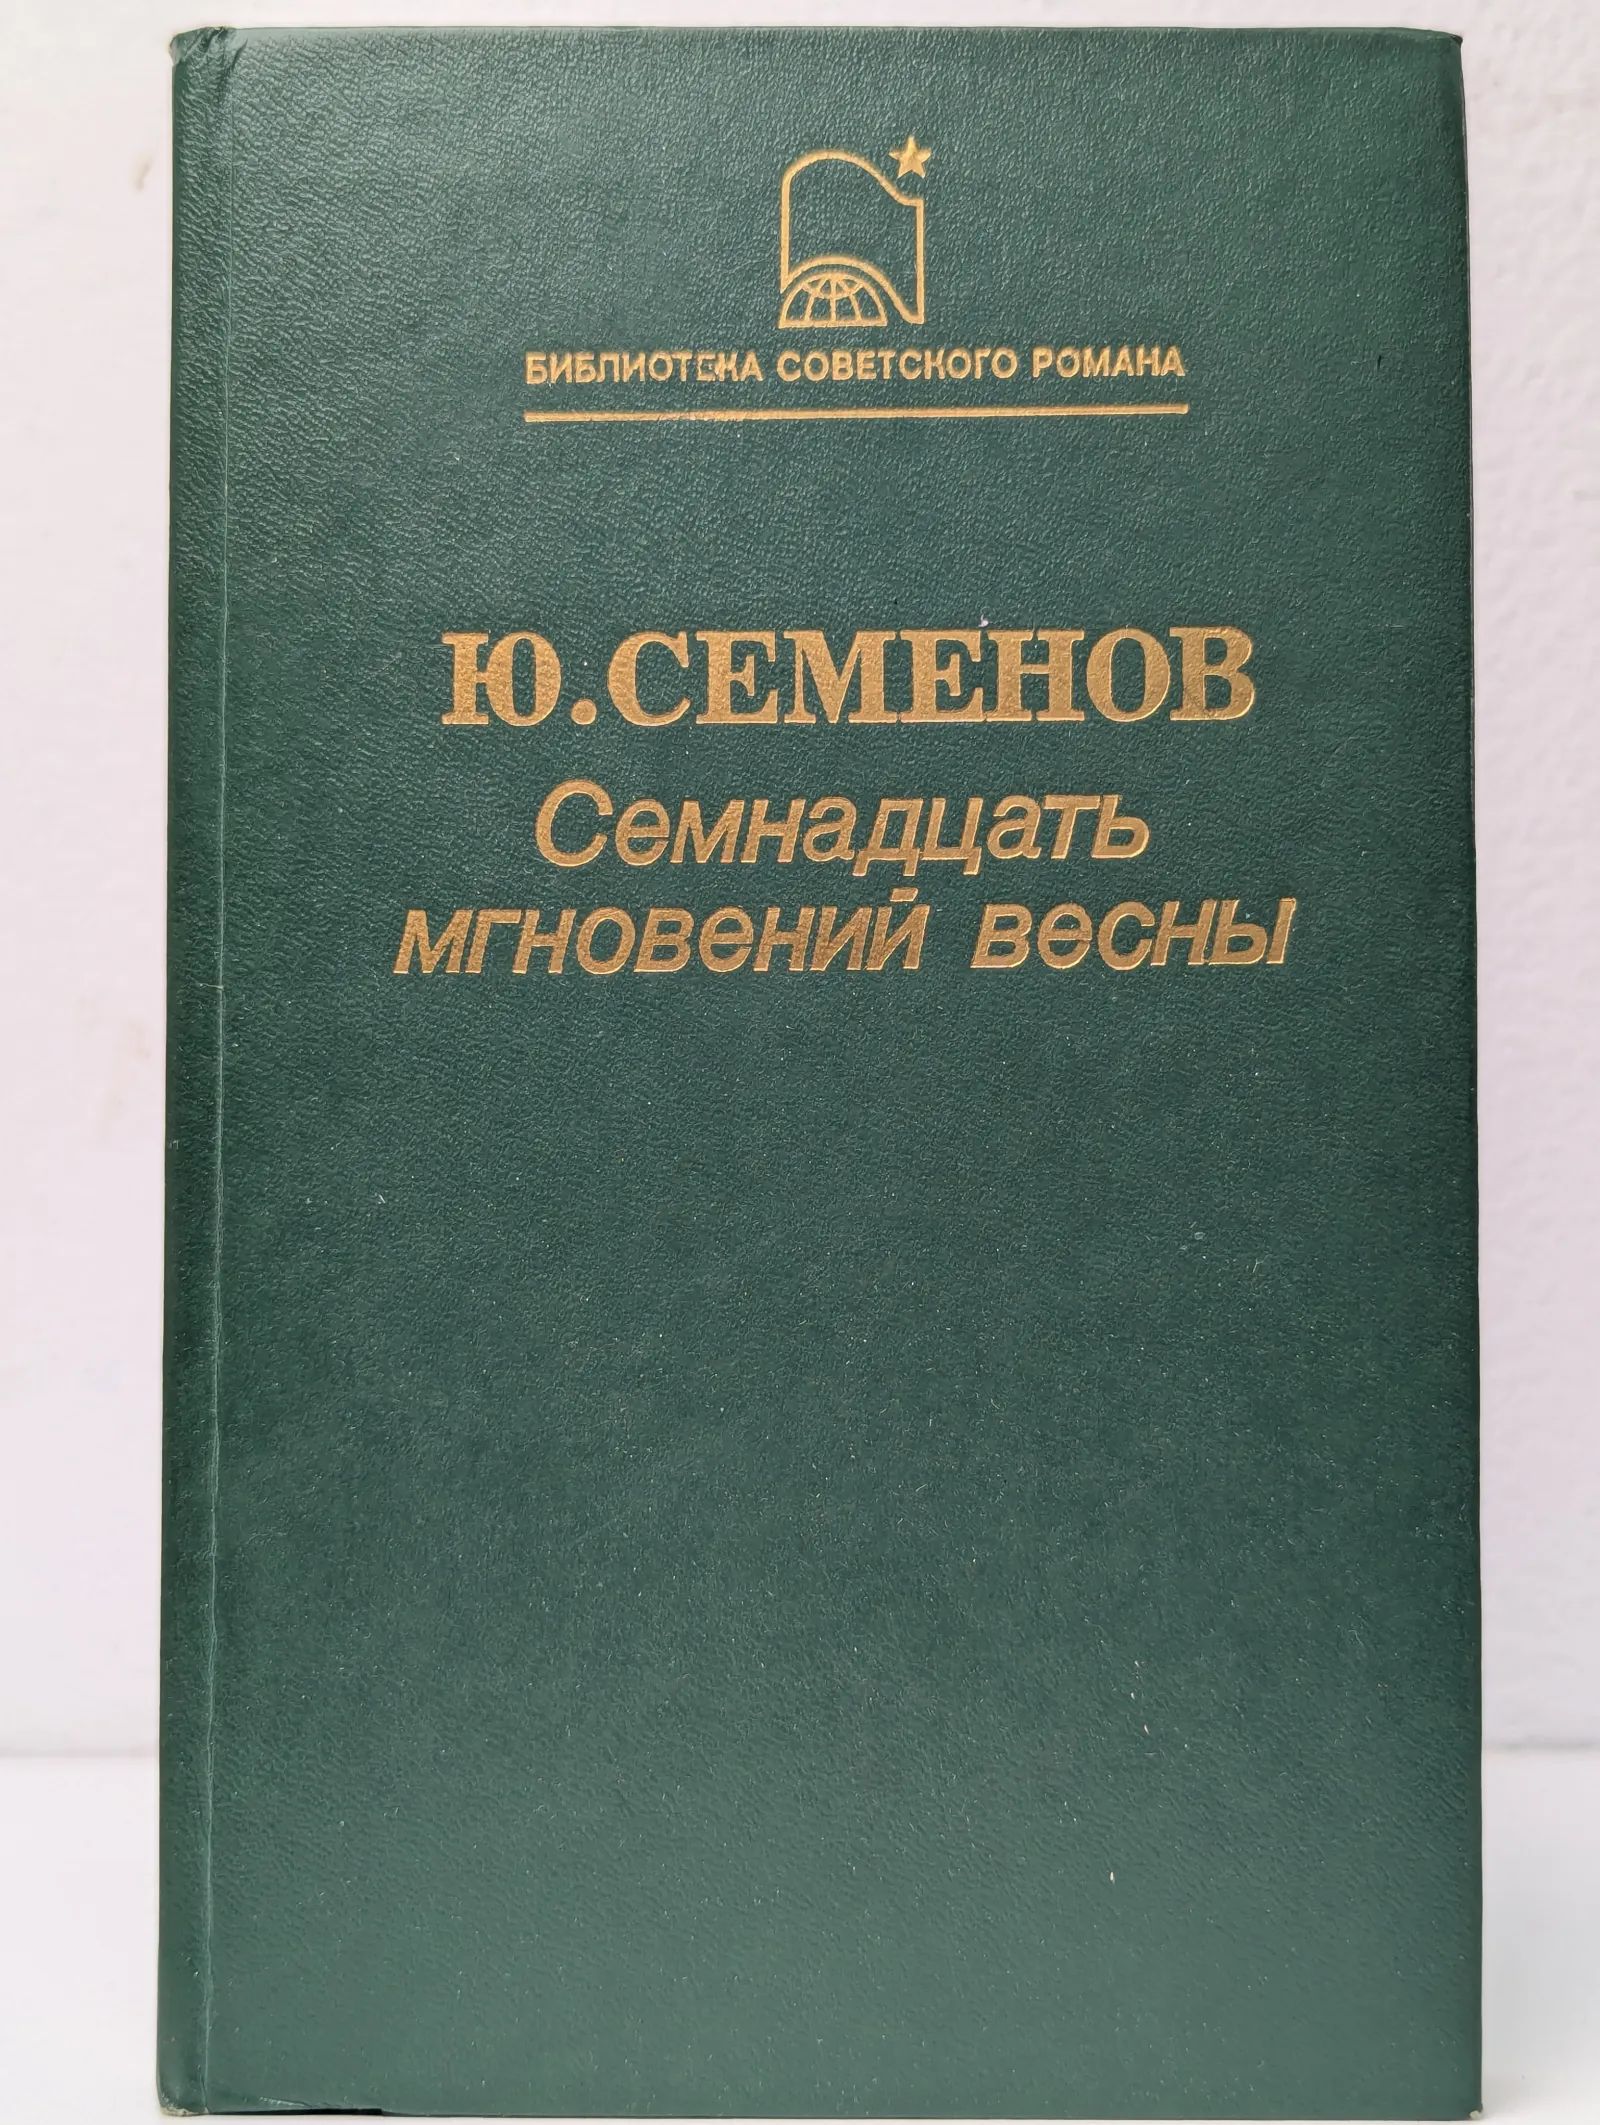 БИБЛИОТЕКА СОВЕТСКОГО РОМАНА
Ю.СЕМЕНОВ
Семнадцать
мгновений весны